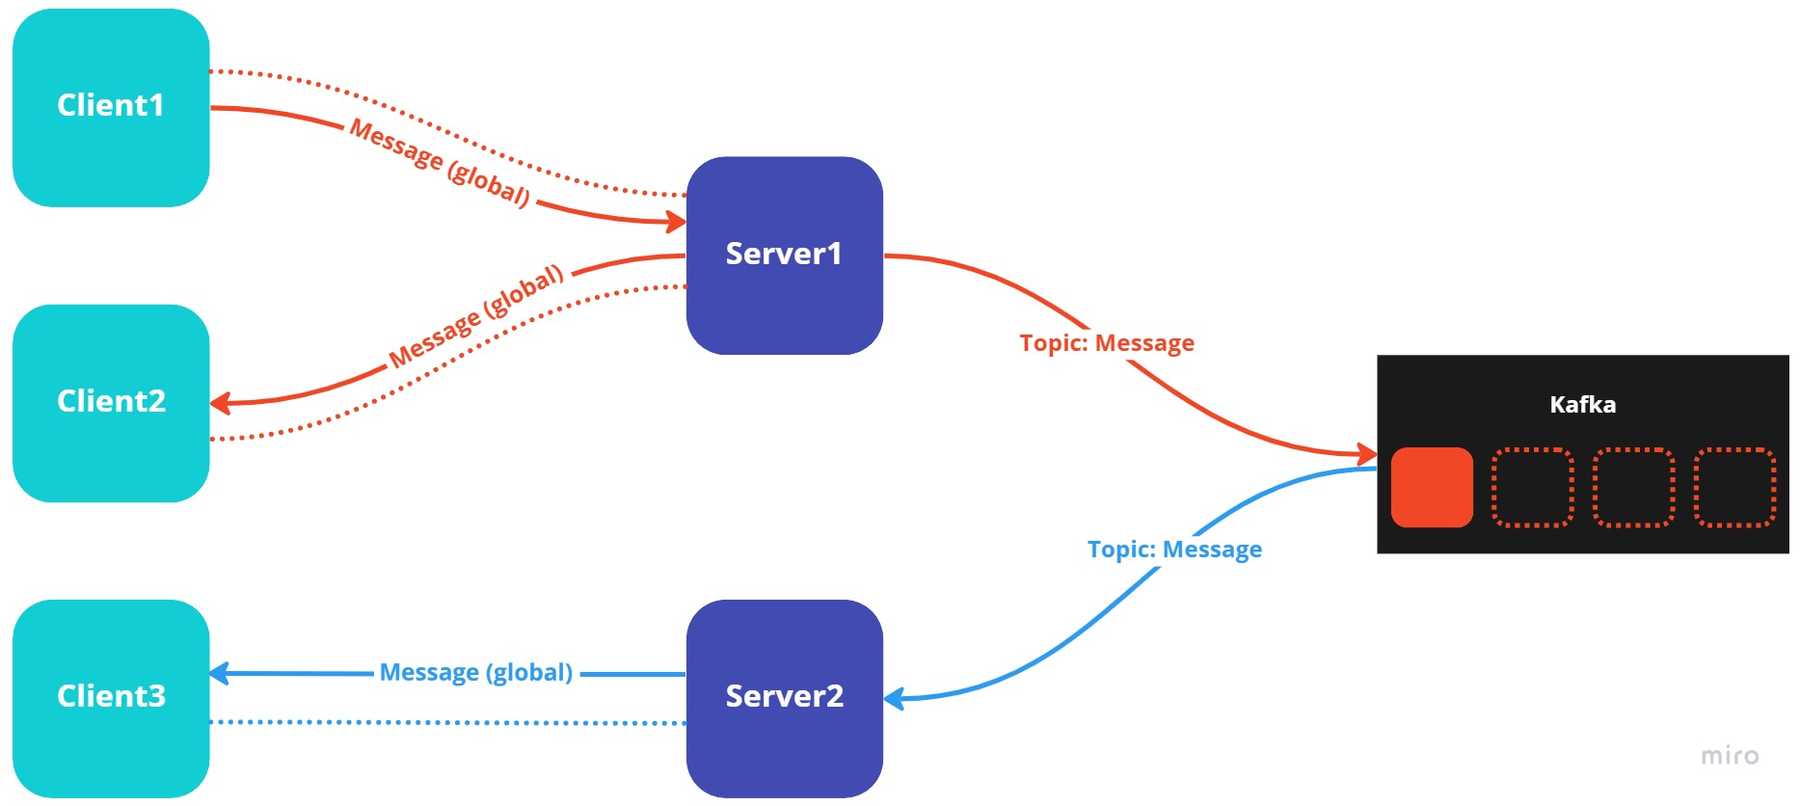 Client1
Message (global)
Server1
Message (global)
Client2
Topic: Message
Kafka
Topic: Message
Client3
Message (global)
Server2
miro